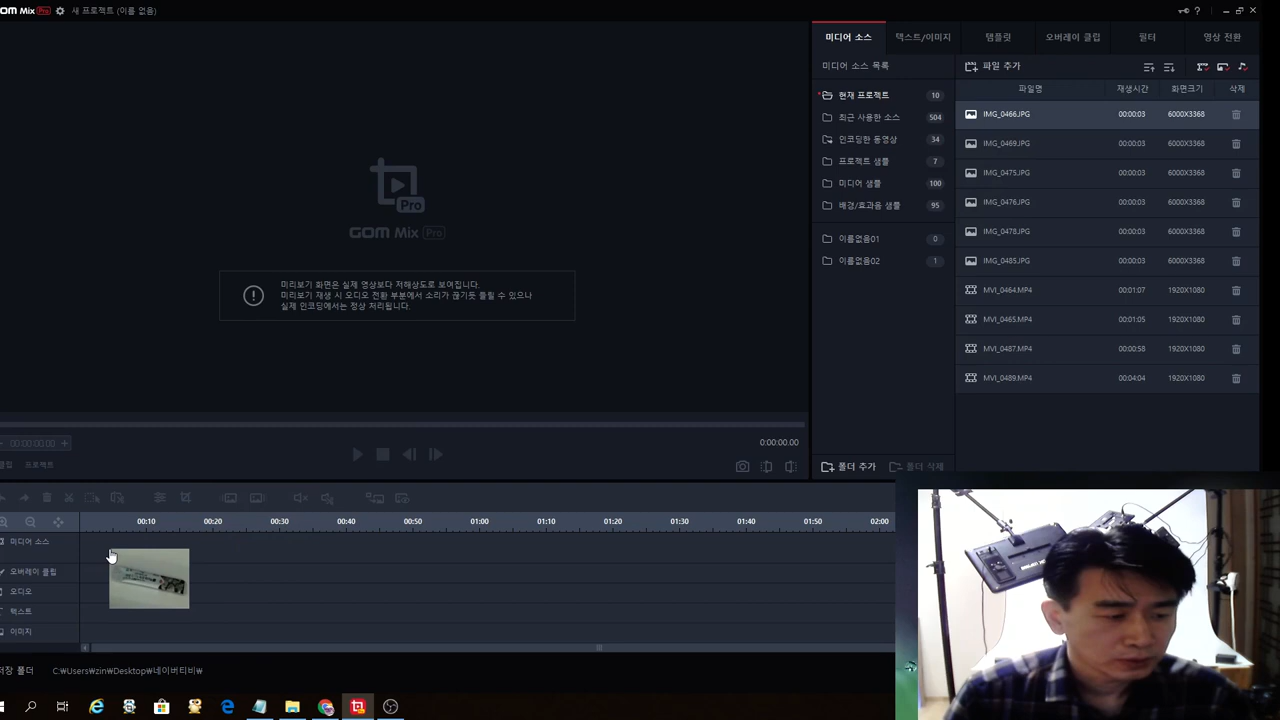 GOM Mix Pro 새 프로젝트 (이름 없음)
미디어 소스 텍스트/이미지 템플릿 오버레이 클립 필터 영상 전환
미디어 소스 목록
파일 추가
파일명 재생시간 화면크기 삭제
현재 프로젝트 10
최근 사용한 소스 504
인코딩한 동영상 34
프로젝트 샘플 7
미디어 샘플 100
배경/효과음 샘플 95
이름없음01 0
이름없음02 1
IMG_0466.JPG 00:00:03 6000X3368
IMG_0469.JPG 00:00:03 6000X3368
IMG_0475.JPG 00:00:03 6000X3368
IMG_0476.JPG 00:00:03 6000X3368
IMG_0478.JPG 00:00:03 6000X3368
IMG_0485.JPG 00:00:03 6000X3368
MVI_0464.MP4 00:01:07 1920X1080
MVI_0465.MP4 00:01:05 1920X1080
MVI_0487.MP4 00:00:58 1920X1080
MVI_0489.MP4 00:04:04 1920X1080
Pro
GOM Mix Pro
미리보기 화면은 실제 영상보다 저해상도로 보여집니다.
미리보기 재생 시 오디오 전환 부분에서 소리가 끊기듯 들릴 수 있으나
실제 인코딩에서는 정상 처리됩니다.
00:00:00.00
0:00:00.00
클립 프로젝트
폴더 추가 폴더 삭제
00:10 00:20 00:30 00:40 00:50 01:00 01:10 01:20 01:30 01:40 01:50 02:00
미디어 소스
오버레이 클립
오디오
텍스트
이미지
저장 폴더 C:₩Users₩zin₩Desktop₩네이버티비₩